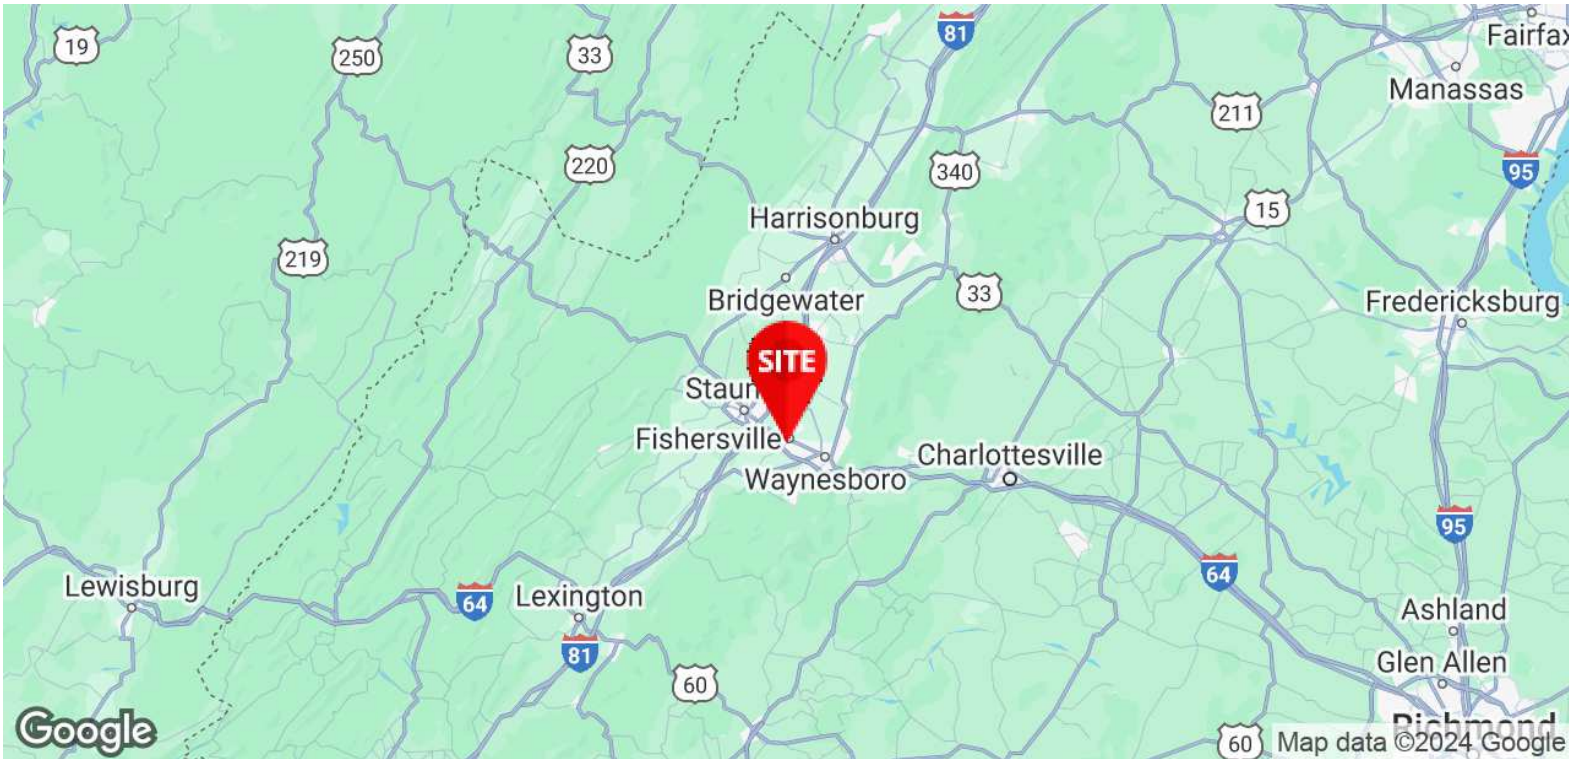 19
250
33
81
Fairfax
Manassas
211
220
340
95
15
Harrisonburg
219
33
Bridgewater
Fredericksburg
SITE
Staun
Fishersville
Charlottesville
Waynesboro
95
64
Lewisburg
64
Lexington
Ashland
81
Glen Allen
60
Google
Richmond
60
Map data ©2024 Google